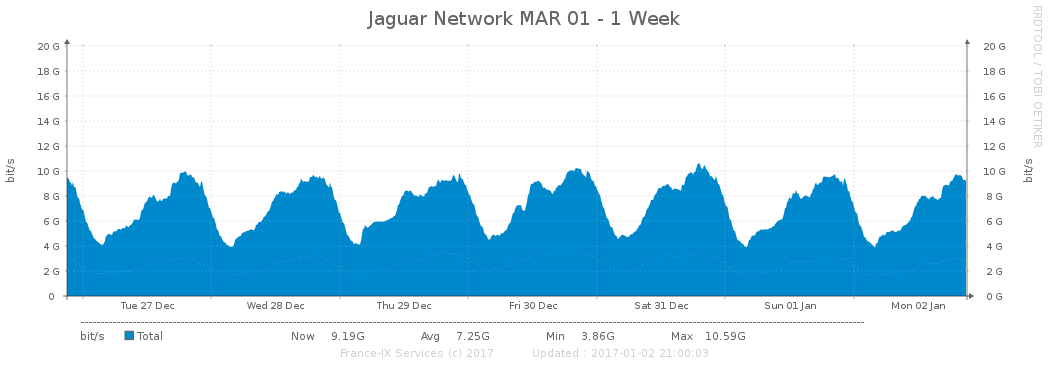 Jaguar Network MAR 01 - 1 Week
RRDTOOL / TOBI OETIKER
bit/s
bit/s
20 G 20 G
18 G 18 G
16 G 16 G
14 G 14 G
12 G 12 G
10 G 10 G
8 G 8 G
6 G 6 G
4 G 4 G
2 G 2 G
0 0 G
Tue 27 Dec Wed 28 Dec Thu 29 Dec Fri 30 Dec Sat 31 Dec Sun 01 Jan Mon 02 Jan
bit/s Total Now 9.19G Avg 7.25G Min 3.86G Max 10.59G
France-IX Services (c) 2017 Updated : 2017-01-02 21:00:03